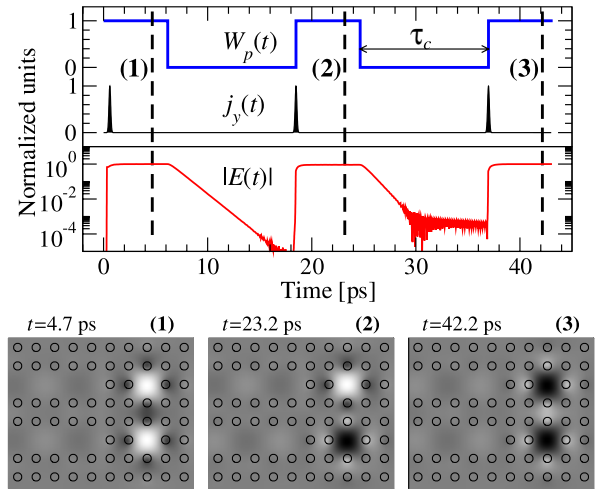 1
W_p(t)
τ_c
0
(1) (2) (3)
1
j_y(t)
0
Normalized units
10^0
|E(t)|
10^-2
10^-4
0 10 20 30 40
Time [ps]
t=4.7 ps (1) t=23.2 ps (2) t=42.2 ps (3)